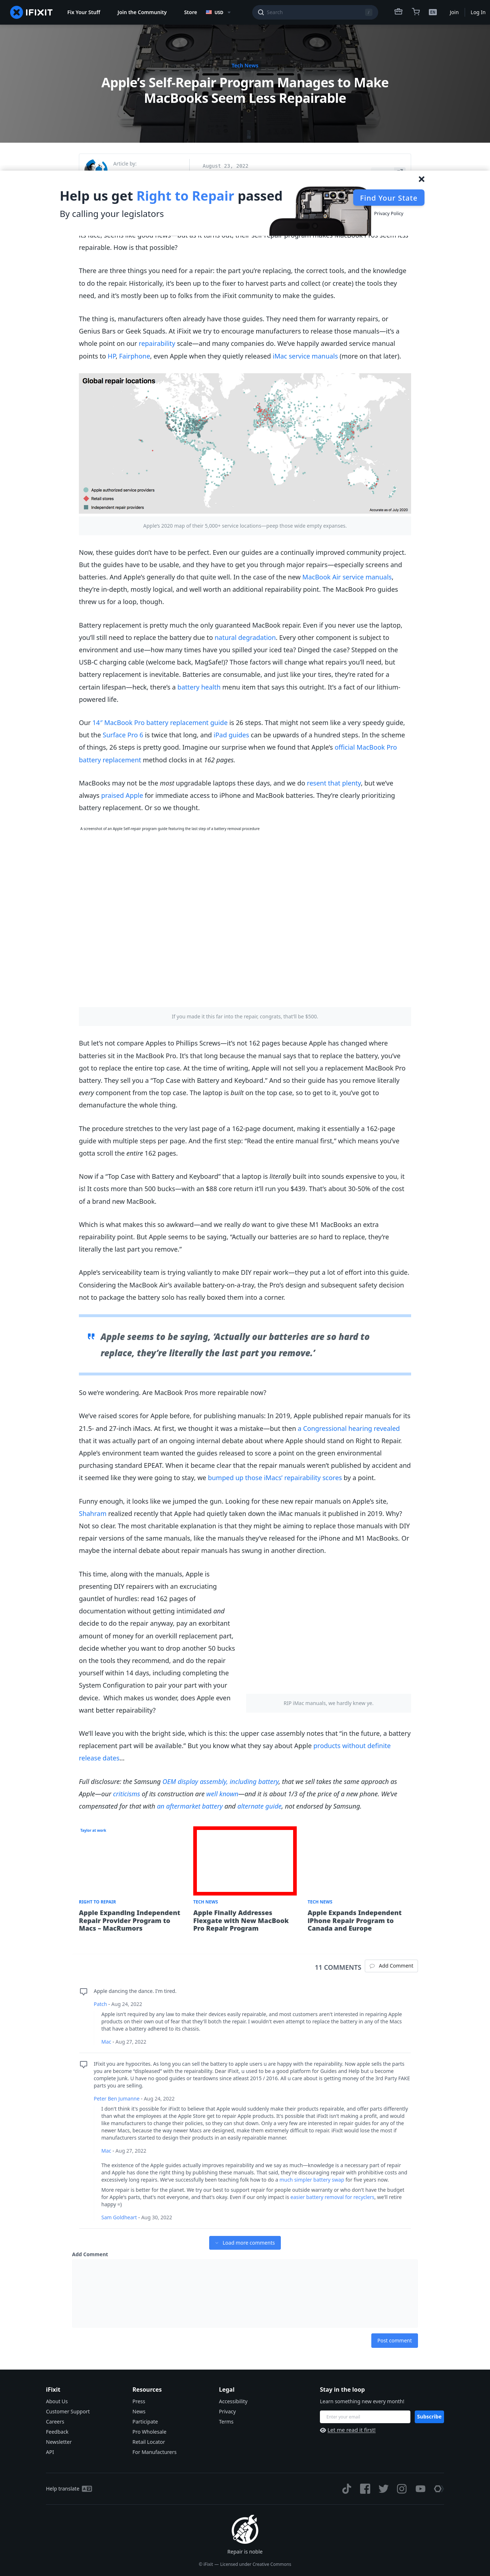 IFIXIT
Fix Your Stuff
Join the Community
Store
USD
Search
/
Join
Log In
Tech News
Apple’s Self-Repair Program Manages to Make
MacBooks Seem Less Repairable
Article by:
August 23, 2022
Help us get Right to Repair passed
By calling your legislators
Find Your State
Privacy Policy
repairable. How is that possible?
There are three things you need for a repair: the part you’re replacing, the correct tools, and the knowledge
to do the repair. Historically, it’s been up to the fixer to harvest parts and collect (or create) the tools they
need, and it’s mostly been up to folks from the iFixit community to make the guides.
The thing is, manufacturers often already have those guides. They need them for warranty repairs, or
Genius Bars or Geek Squads. At iFixit we try to encourage manufacturers to release those manuals—it’s a
whole point on our repairability scale—and many companies do. We’ve happily awarded service manual
points to HP, Fairphone, even Apple when they quietly released iMac service manuals (more on that later).
Global repair locations
Apple authorized service providers
Retail stores
Independent repair providers
Accurate as of July 2020
Apple’s 2020 map of their 5,000+ service locations—peep those wide empty expanses.
Now, these guides don’t have to be perfect. Even our guides are a continually improved community project.
But the guides have to be usable, and they have to get you through major repairs—especially screens and
batteries. And Apple’s generally do that quite well. In the case of the new MacBook Air service manuals,
they’re in-depth, mostly logical, and well worth an additional repairability point. The MacBook Pro guides
threw us for a loop, though.
Battery replacement is pretty much the only guaranteed MacBook repair. Even if you never use the laptop,
you’ll still need to replace the battery due to natural degradation. Every other component is subject to
environment and use—how many times have you spilled your iced tea? Dinged the case? Stepped on the
USB-C charging cable (welcome back, MagSafe!)? Those factors will change what repairs you’ll need, but
battery replacement is inevitable. Batteries are consumable, and just like your tires, they’re rated for a
certain lifespan—heck, there’s a battery health menu item that says this outright. It’s a fact of our lithium-
powered life.
Our 14″ MacBook Pro battery replacement guide is 26 steps. That might not seem like a very speedy guide,
but the Surface Pro 6 is twice that long, and iPad guides can be upwards of a hundred steps. In the scheme
of things, 26 steps is pretty good. Imagine our surprise when we found that Apple’s official MacBook Pro
battery replacement method clocks in at 162 pages.
MacBooks may not be the most upgradable laptops these days, and we do resent that plenty, but we’ve
always praised Apple for immediate access to iPhone and MacBook batteries. They’re clearly prioritizing
battery replacement. Or so we thought.
A screenshot of an Apple Self-repair program guide featuring the last step of a battery removal procedure
If you made it this far into the repair, congrats, that’ll be $500.
But let’s not compare Apples to Philips Screws—it’s not 162 pages because Apple has changed where
batteries sit in the MacBook Pro. It’s that long because the manual says that to replace the battery, you’ve
got to replace the entire top case. At the time of writing, Apple will not sell you a replacement MacBook Pro
battery. They sell you a “Top Case with Battery and Keyboard.” And so their guide has you remove literally
every component from the top case. The laptop is built on the top case, so to get to it, you’ve got to
demanufacture the whole thing.
The procedure stretches to the very last page of a 162-page document, making it essentially a 162-page
guide with multiple steps per page. And the first step: “Read the entire manual first,” which means you’ve
gotta scroll the entire 162 pages.
Now if a “Top Case with Battery and Keyboard” that a laptop is literally built into sounds expensive to you, it
is! It costs more than 500 bucks—with an $88 core return it’ll run you $439. That’s about 30-50% of the cost
of a brand new MacBook.
Which is what makes this so awkward—and we really do want to give these M1 MacBooks an extra
repairability point. But Apple seems to be saying, “Actually our batteries are so hard to replace, they’re
literally the last part you remove.”
Apple’s serviceability team is trying valiantly to make DIY repair work—they put a lot of effort into this guide.
Considering the MacBook Air’s available battery-on-a-tray, the Pro’s design and subsequent safety decision
not to package the battery solo has really boxed them into a corner.
Apple seems to be saying, ‘Actually our batteries are so hard to
replace, they’re literally the last part you remove.’
So we’re wondering. Are MacBook Pros more repairable now?
We’ve raised scores for Apple before, for publishing manuals: In 2019, Apple published repair manuals for its
21.5- and 27-inch iMacs. At first, we thought it was a mistake—but then a Congressional hearing revealed
that it was actually part of an ongoing internal debate about where Apple should stand on Right to Repair.
Apple’s environment team wanted the guides released to score a point on the green environmental
purchasing standard EPEAT. When it became clear that the repair manuals weren’t published by accident and
it seemed like they were going to stay, we bumped up those iMacs’ repairability scores by a point.
Funny enough, it looks like we jumped the gun. Looking for these new repair manuals on Apple’s site,
Shahram realized recently that Apple had quietly taken down the iMac manuals it published in 2019. Why?
Not so clear. The most charitable explanation is that they might be aiming to replace those manuals with DIY
repair versions of the same manuals, like the manuals they’ve released for the iPhone and M1 MacBooks. Or
maybe the internal debate about repair manuals has swung in another direction.
This time, along with the manuals, Apple is
presenting DIY repairers with an excruciating
gauntlet of hurdles: read 162 pages of
documentation without getting intimidated and
decide to do the repair anyway, pay an exorbitant
amount of money for an overkill replacement part,
decide whether you want to drop another 50 bucks
on the tools they recommend, and do the repair
yourself within 14 days, including completing the
System Configuration to pair your part with your
device.  Which makes us wonder, does Apple even
want better repairability?
RIP iMac manuals, we hardly knew ye.
We’ll leave you with the bright side, which is this: the upper case assembly notes that “in the future, a battery
replacement part will be available.” But you know what they say about Apple products without definite
release dates…
Full disclosure: the Samsung OEM display assembly, including battery, that we sell takes the same approach as
Apple—our criticisms of its construction are well known—and it is about 1/3 of the price of a new phone. We’ve
compensated for that with an aftermarket battery and alternate guide, not endorsed by Samsung.
Taylor at work
RIGHT TO REPAIR
Apple Expanding Independent
Repair Provider Program to
Macs – MacRumors
TECH NEWS
Apple Finally Addresses
Flexgate with New MacBook
Pro Repair Program
TECH NEWS
Apple Expands Independent
iPhone Repair Program to
Canada and Europe
11 COMMENTS
Add Comment
Apple dancing the dance. I’m tired.
Patch - Aug 24, 2022
Apple isn’t required by any law to make their devices easily repairable, and most customers aren’t interested in repairing Apple
products on their own out of fear that they’ll botch the repair. I wouldn’t even attempt to replace the battery in any of the Macs
that have a battery adhered to its chassis.
Mac - Aug 27, 2022
IFixit you are hypocrities. As long you can sell the battery to apple users u are happy with the repairability. Now apple sells the parts
you are become “displeased” with the repairability. Dear iFixit, u used to be a good platform for Guides and Help but u become
complete Junk. U have no good guides or teardowns since atleast 2015 / 2016. All u care about is getting money of the 3rd Party FAKE
parts you are selling.
Peter Ben Jumanne - Aug 24, 2022
I don’t think it’s possible for iFixIt to believe that Apple would suddenly make their products repairable, and offer parts differently
than what the employees at the Apple Store get to repair Apple products. It’s possible that iFixIt isn’t making a profit, and would
like manufacturers to change their policies, but they’re not going to. Sure, you can get parts for older Macs, but not any of the newer
Macs, because the way newer Macs are designed, make them extremely difficult to repair. iFixIt would lose the most if
manufacturers started to design their products in an easily repairable manner.
Mac - Aug 27, 2022
The existence of the Apple guides actually improves repairability and we say as much—knowledge is a necessary part of repair
and Apple has done the right thing by publishing these manuals. That said, they’re discouraging repair with prohibitive costs and
excessively long repairs. We’ve successfully been teaching folk how to do a much simpler battery swap for five years now.
More repair is better for the planet. We try our best to support repair for people outside warranty or who don’t have the budget
for Apple’s parts, that’s not everyone, and that’s okay. Even if our only impact is easier battery removal for recyclers, we’ll retire
happy =)
Sam Goldheart - Aug 30, 2022
Load more comments
Add Comment
Post comment
iFixit
About Us
Customer Support
Careers
Feedback
Newsletter
API
Resources
Press
News
Participate
Pro Wholesale
Retail Locator
For Manufacturers
Legal
Accessibility
Privacy
Terms
Stay in the loop
Learn something new every month!
Enter your email
Subscribe
Let me read it first!
Help translate
Repair is noble
© iFixit — Licensed under Creative Commons